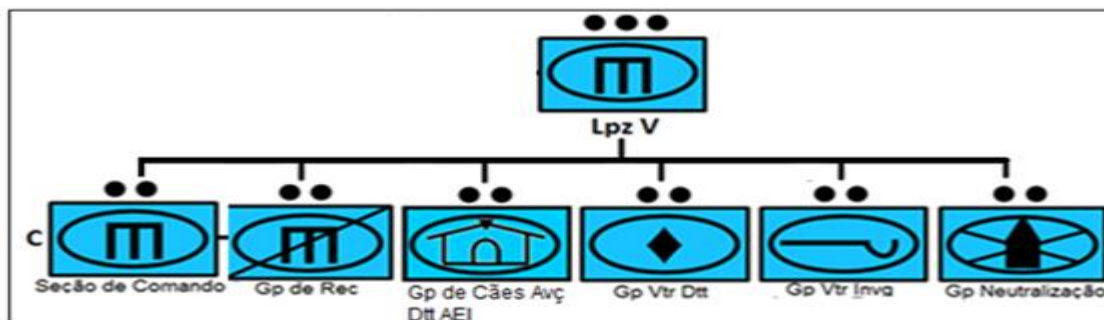 Lpz V
C
Seção de Comando
Gp de Rec
Gp de Cães Avç
Dtt AEI
Gp Vtr Dtt
Gp Vtr Invg
Gp Neutralização